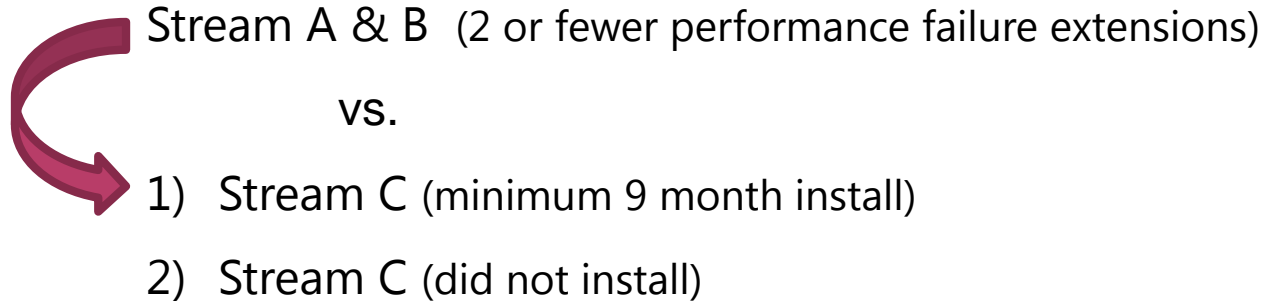 Stream A & B (2 or fewer performance failure extensions)
vs.
1) Stream C (minimum 9 month install)
2) Stream C (did not install)